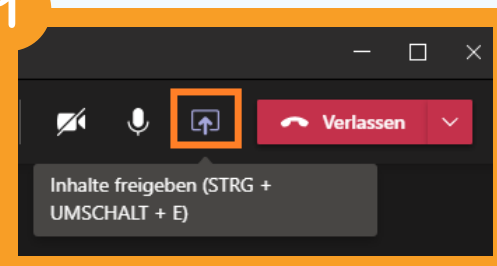 1
Verlassen
Inhalte freigeben (STRG +
UMSCHALT + E)